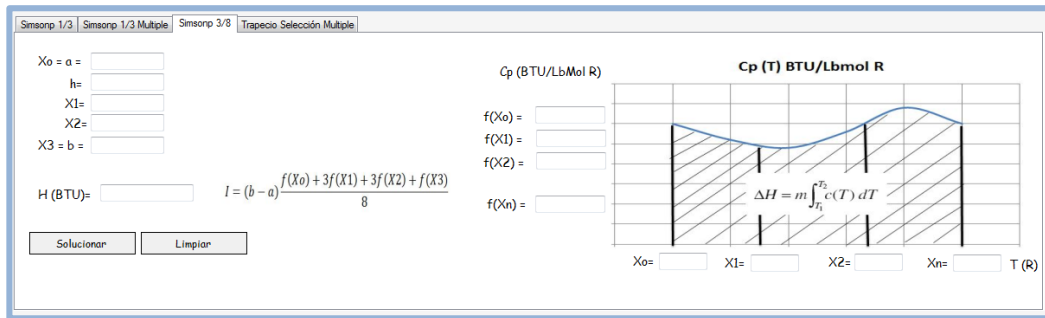 Simsonp 1/3 Simsonp 1/3 Multiple Simsonp 3/8 Trapecio Selección Multiple
Xo = a =
h=
X1=
X2=
X3 = b =
H (BTU)=
I = (b − a) f(Xo) + 3f(X1) + 3f(X2) + f(X3) / 8
Solucionar Limpiar
Cp (BTU/LbMol R)
f(Xo) =
f(X1) =
f(X2) =
f(Xn) =
Cp (T) BTU/Lbmol R
ΔH = m∫T1T2 c(T) dT
Xo= X1= X2= Xn= T (R)